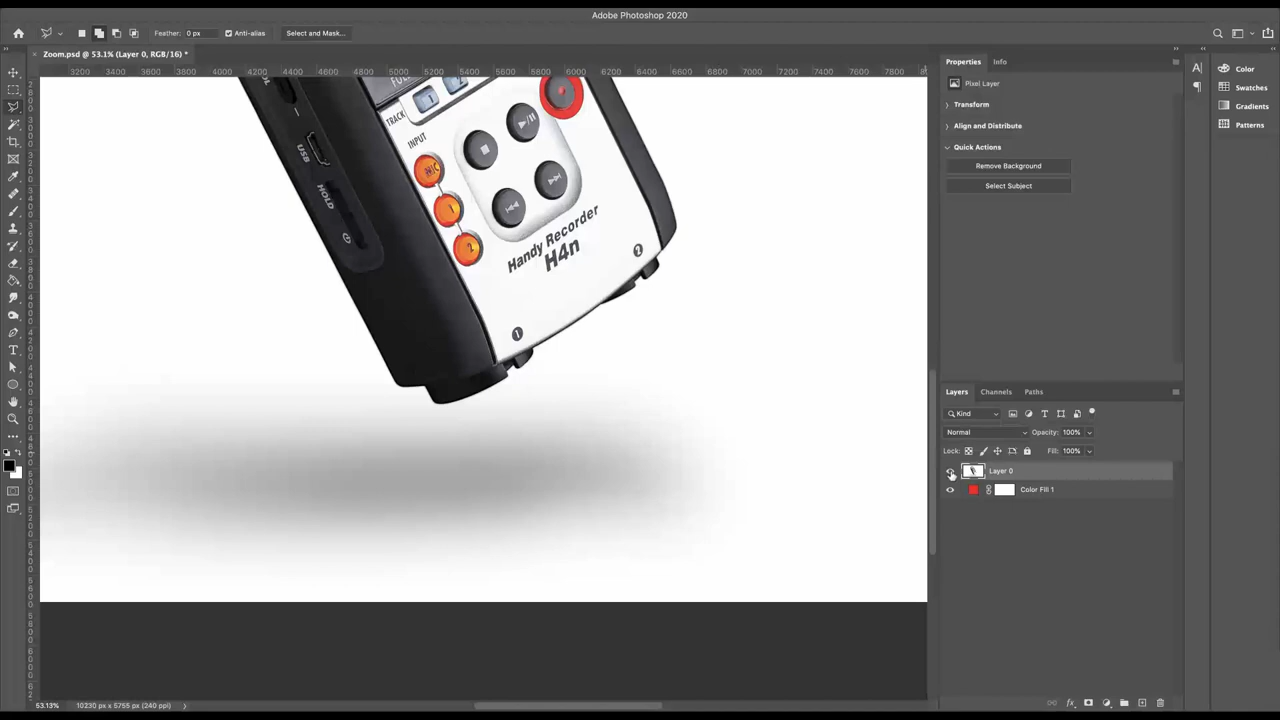 Adobe Photoshop 2020
Feather: 0 px Anti-alias Select and Mask...
Zoom.psd @ 53.1% (Layer 0, RGB/16) *
3200 3400 3600 3800 4000 4200 4400 4600 4800 5000 5200 5400 5600 5800 6000 6200 6400 6600 6800 7000 7200 7400 7600 7800
Properties Info
Pixel Layer
Transform
Align and Distribute
Quick Actions
Remove Background
Select Subject
Color
Swatches
Gradients
Patterns
TRACK
1
2
INPUT
USB
HOLD
MIC
1
2
Handy Recorder
H4n
1
2
Layers Channels Paths
Kind
Normal Opacity: 100%
Lock: Fill: 100%
Layer 0
Color Fill 1
53.13% 10230 px x 5755 px (240 ppi)